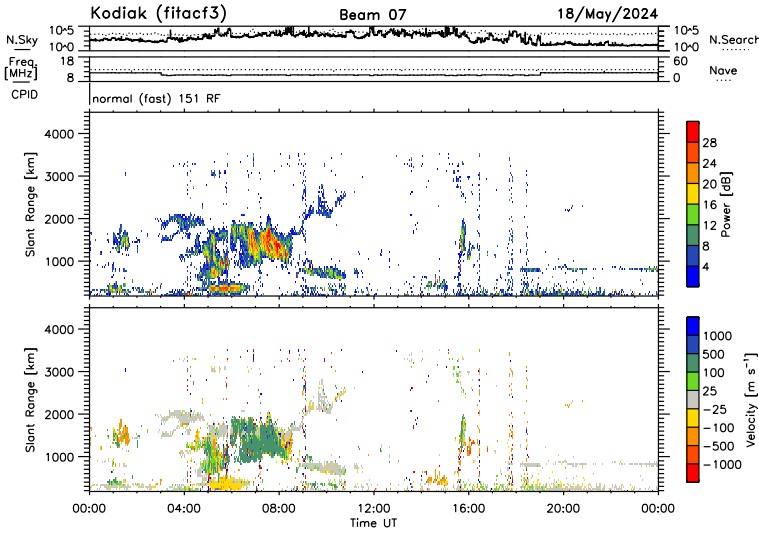 Kodiak (fitacf3) Beam 07 18/May/2024
N.Sky 10^5 10^0 10^5 10^0 N.Search
Freq. [MHz] 18 8 60 0 Nave
CPID normal (fast) 151 RF
Slant Range [km]
4000
3000
2000
1000
28
24
20
16
12
8
4
Power [dB]
Slant Range [km]
4000
3000
2000
1000
1000
500
100
25
-25
-100
-500
-1000
Velocity [m s^-1]
00:00 04:00 08:00 12:00 16:00 20:00 00:00
Time UT